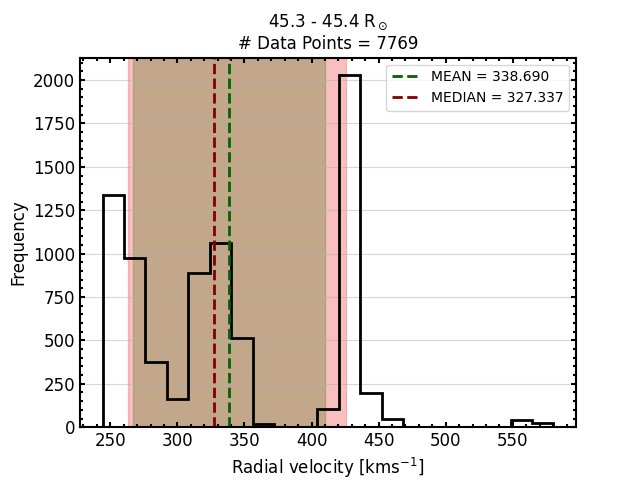 45.3 - 45.4 R⊙
# Data Points = 7769
MEAN = 338.690
MEDIAN = 327.337
Frequency
2000
1750
1500
1250
1000
750
500
250
0
250 300 350 400 450 500 550
Radial velocity [kms⁻¹]